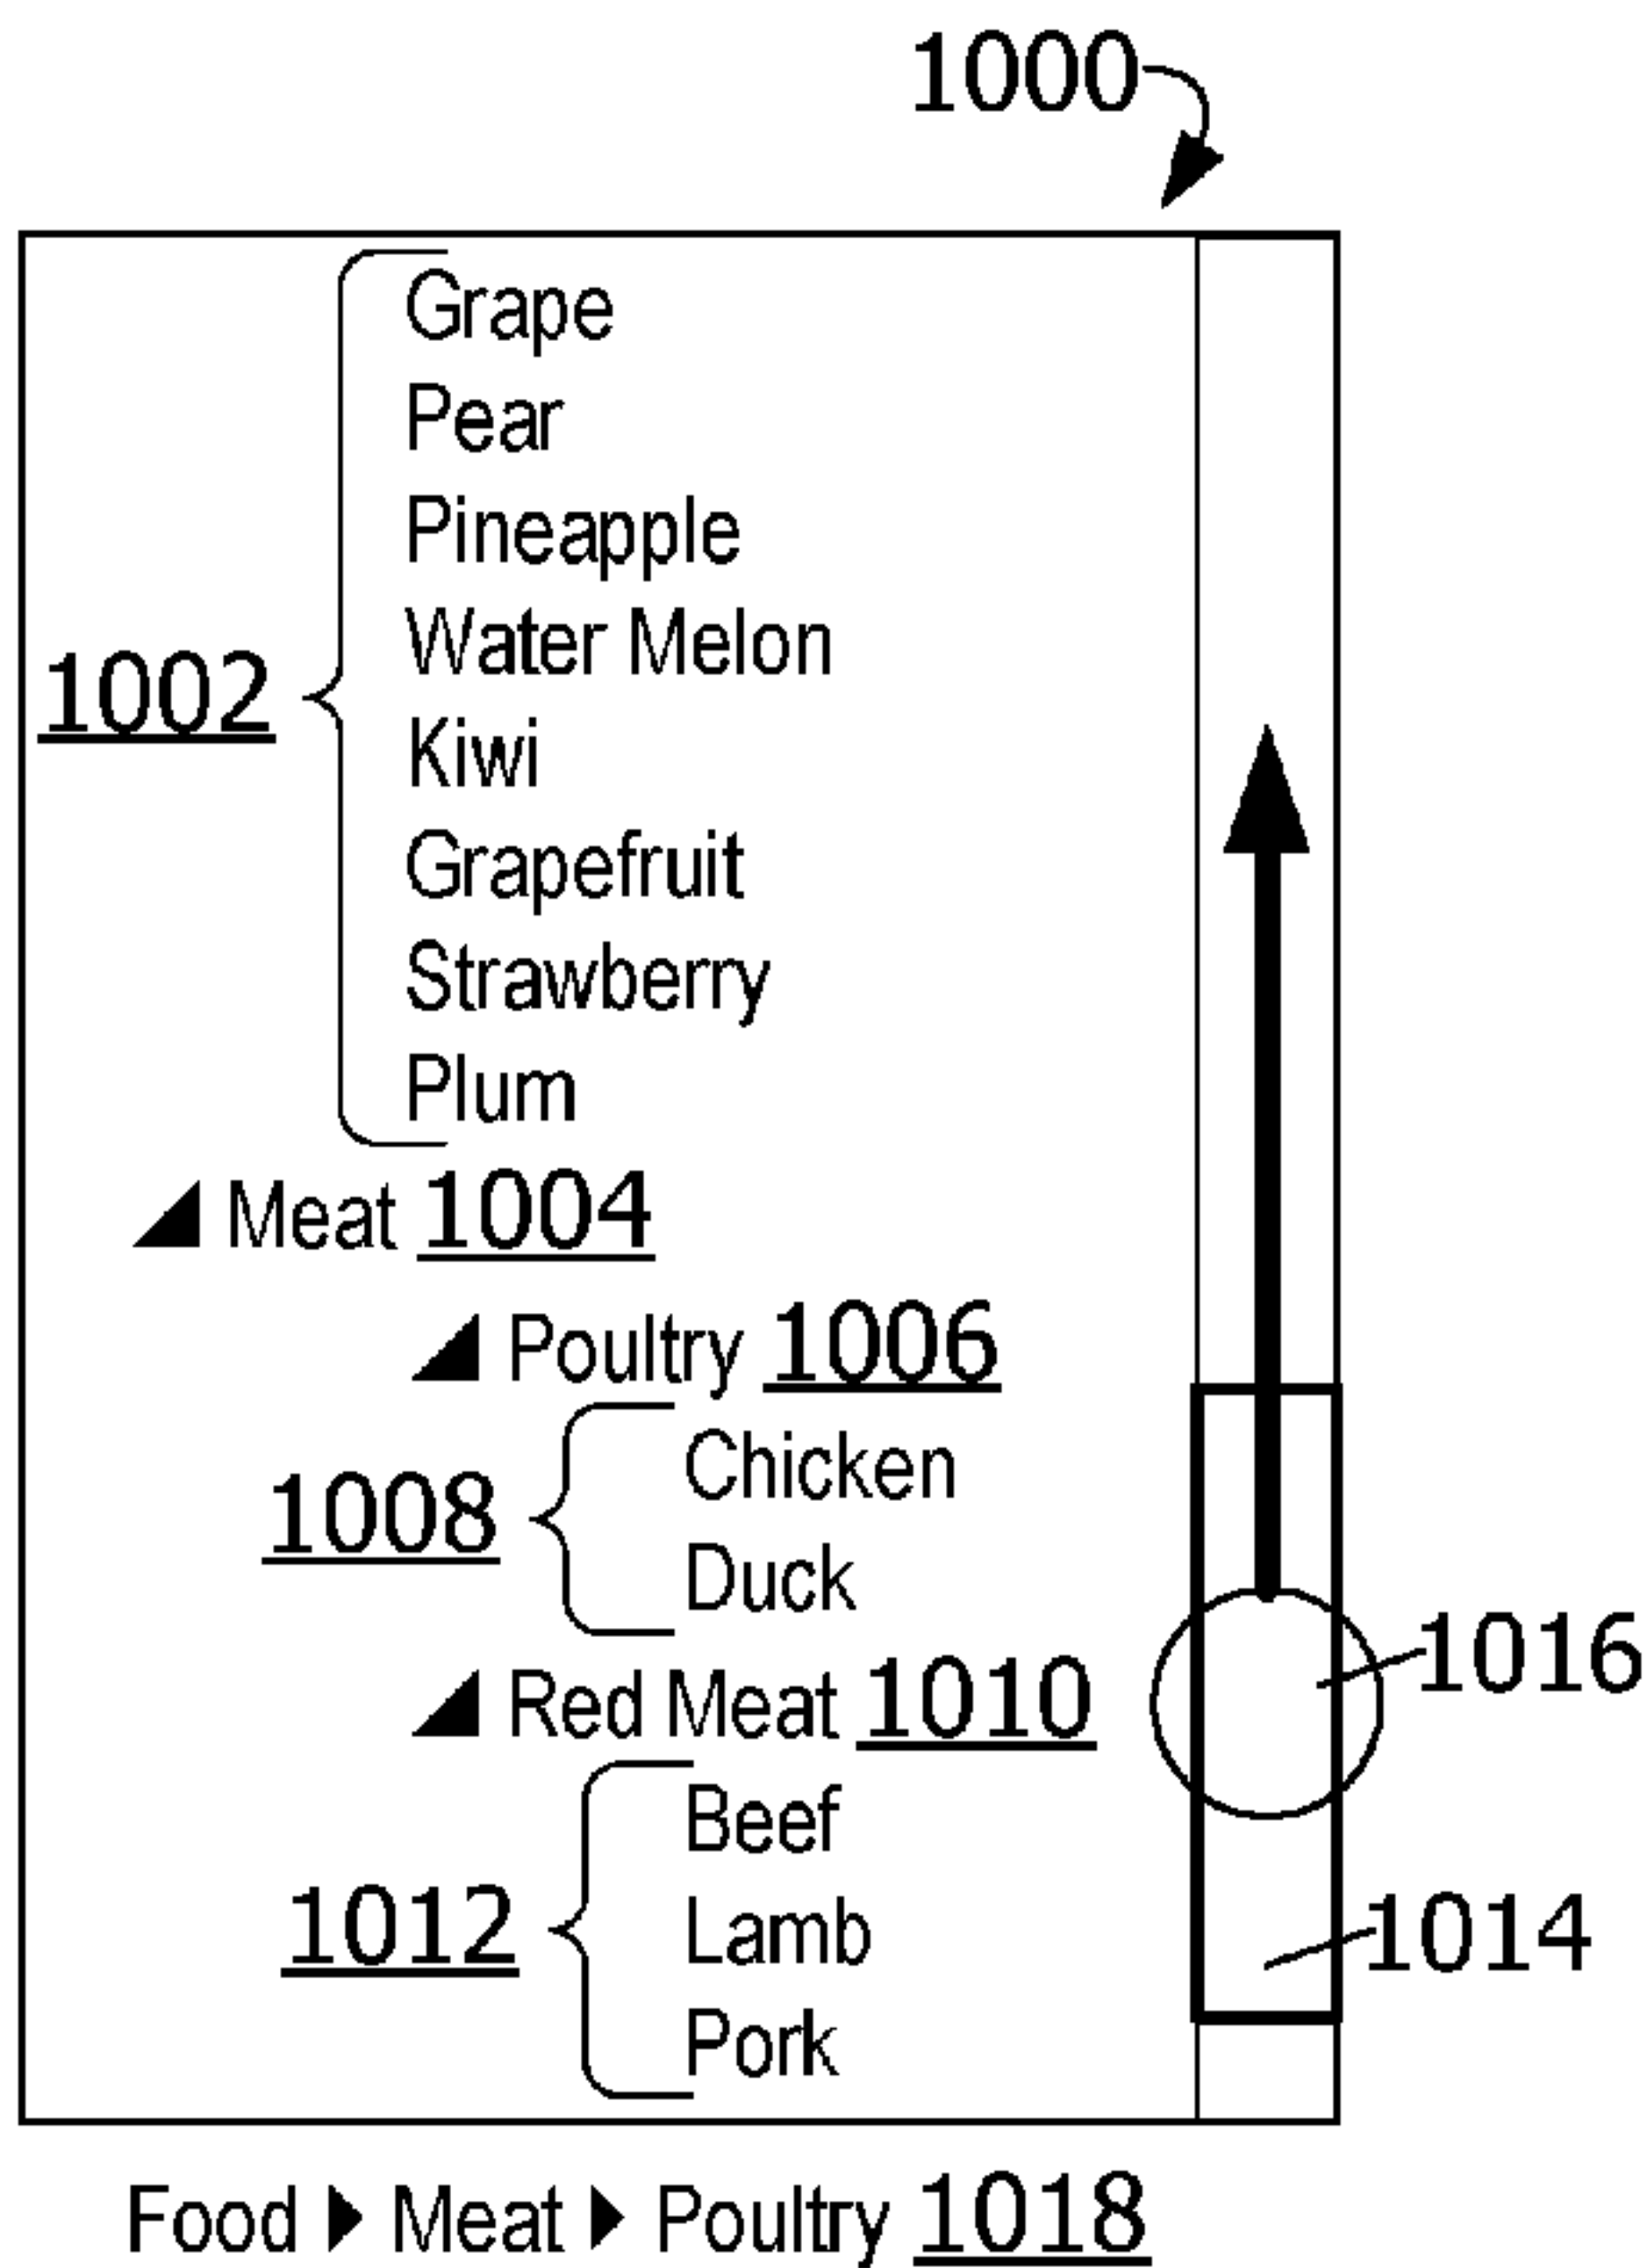 1000
Grape
Pear
Pineapple
Water Melon
1002
Kiwi
Grapefruit
Strawberry
Plum
Meat 1004
Poultry 1006
Chicken
1008
Duck
1016
Red Meat 1010
Beef
1012
Lamb
1014
Pork
Food Meat Poultry 1018